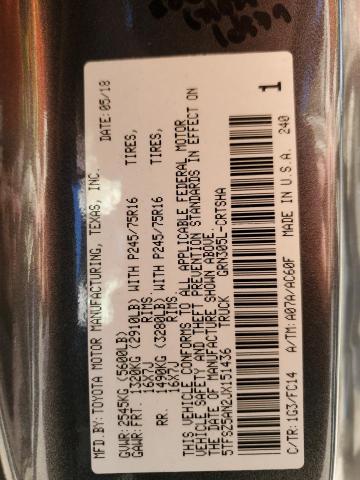 MFD.BY: TOYOTA MOTOR MANUFACTURING, TEXAS, INC. DATE: 05/18
GVWR: 2545KG (5600LB)
GAWR: FRT. 1320KG (2910LB) WITH P245/75R16 TIRES,
16X7J RIMS
RR. 1490KG (3280LB) WITH P245/75R16 TIRES,
16X7J RIMS
THIS VEHICLE CONFORMS TO ALL APPLICABLE FEDERAL MOTOR
VEHICLE SAFETY AND THEFT PREVENTION STANDARDS IN EFFECT ON
THE DATE OF MANUFACTURE SHOWN ABOVE.
5TFSZ5AN2JX151436 TRUCK GRN305L-CRTSHA
1
C/TR: 1G3/FC14 A/TM: A07A/AC60F MADE IN U.S.A. 240